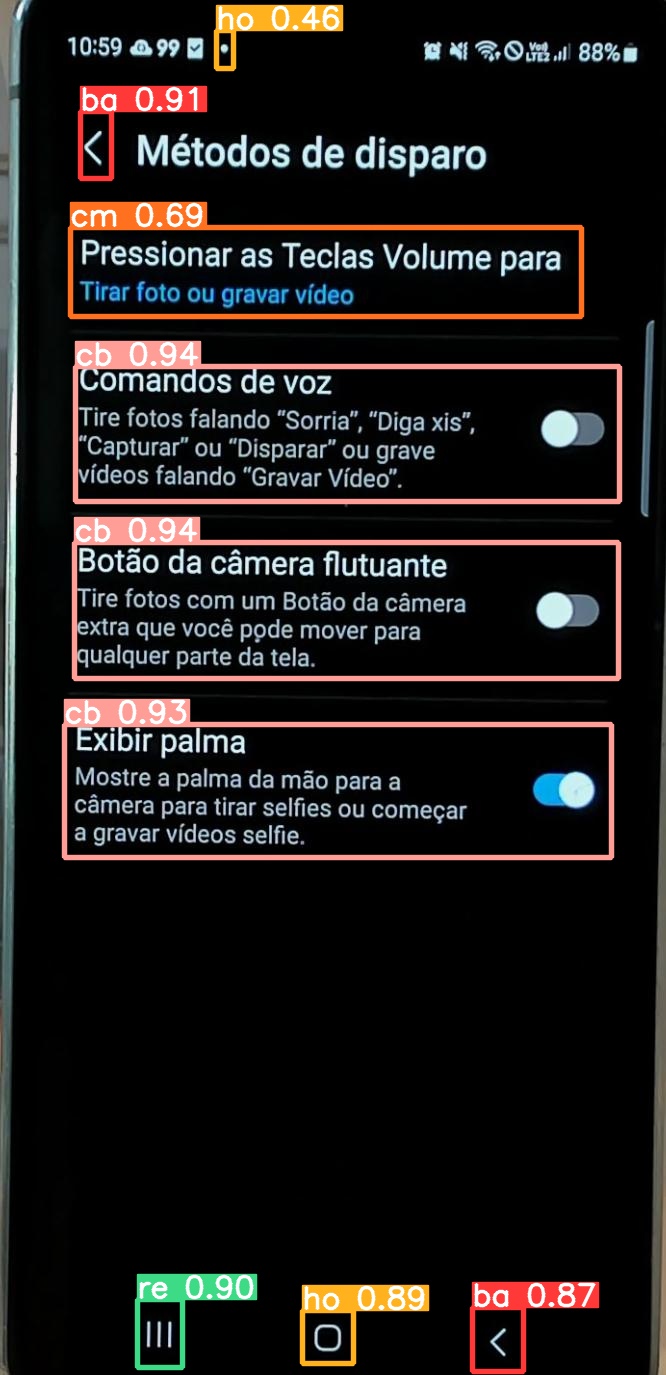 ho 0.46
10:59 99 88%
VoI) LTE2
ba 0.91
Métodos de disparo
cm 0.69
Pressionar as Teclas Volume para
Tirar foto ou gravar vídeo
cb 0.94
Comandos de voz
Tire fotos falando “Sorria”, “Diga xis”,
“Capturar” ou “Disparar” ou grave
vídeos falando “Gravar Vídeo”.
cb 0.94
Botão da câmera flutuante
Tire fotos com um Botão da câmera
extra que você pode mover para
qualquer parte da tela.
cb 0.93
Exibir palma
Mostre a palma da mão para a
câmera para tirar selfies ou começar
a gravar vídeos selfie.
re 0.90
ho 0.89
ba 0.87